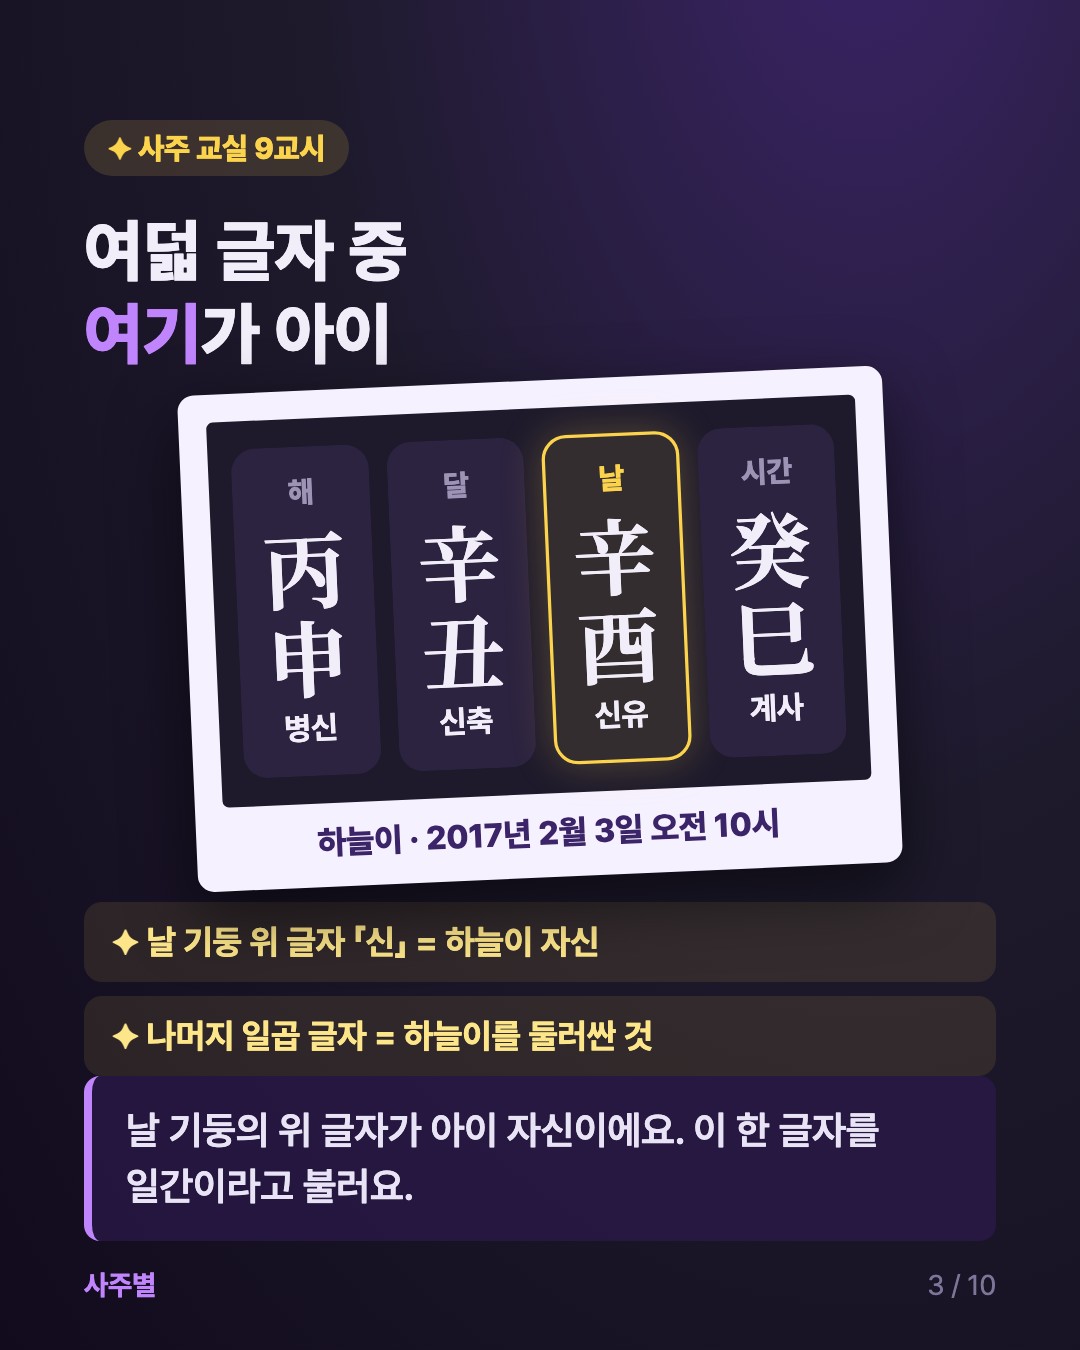 ✦ 사주 교실 9교시
여덟 글자 중
여기가 아이
해 달 날 시간
丙 辛 辛 癸
申 丑 酉 巳
병신 신축 신유 계사
하늘이 · 2017년 2월 3일 오전 10시
✦ 날 기둥 위 글자 「신」 = 하늘이 자신
✦ 나머지 일곱 글자 = 하늘이를 둘러싼 것
날 기둥의 위 글자가 아이 자신이에요. 이 한 글자를
일간이라고 불러요.
사주별
3 / 10